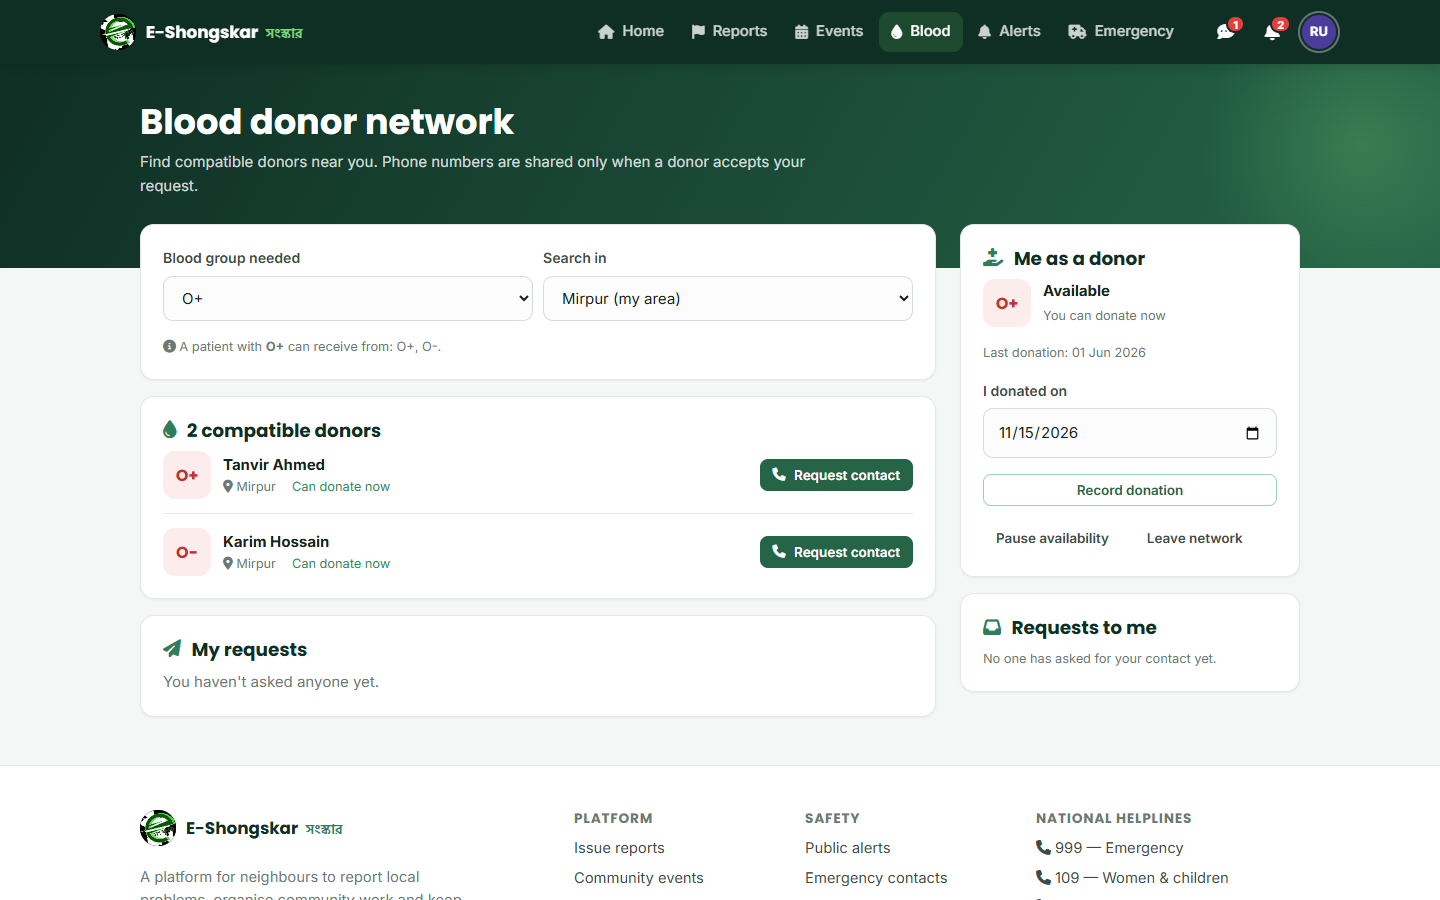 E-Shongskar সংস্কার
Home
Reports
Events
Blood
Alerts
Emergency
1
2
RU
Blood donor network
Find compatible donors near you. Phone numbers are shared only when a donor accepts your
request.
Blood group needed
O+
Search in
Mirpur (my area)
A patient with O+ can receive from: O+, O-.
2 compatible donors
O+
Tanvir Ahmed
Mirpur Can donate now
Request contact
O−
Karim Hossain
Mirpur Can donate now
Request contact
My requests
You haven't asked anyone yet.
Me as a donor
O+
Available
You can donate now
Last donation: 01 Jun 2026
I donated on
11/15/2026
Record donation
Pause availability
Leave network
Requests to me
No one has asked for your contact yet.
E-Shongskar সংস্কার
A platform for neighbours to report local
problems, organise community work and keep
PLATFORM
Issue reports
Community events
SAFETY
Public alerts
Emergency contacts
NATIONAL HELPLINES
999 — Emergency
109 — Women & children